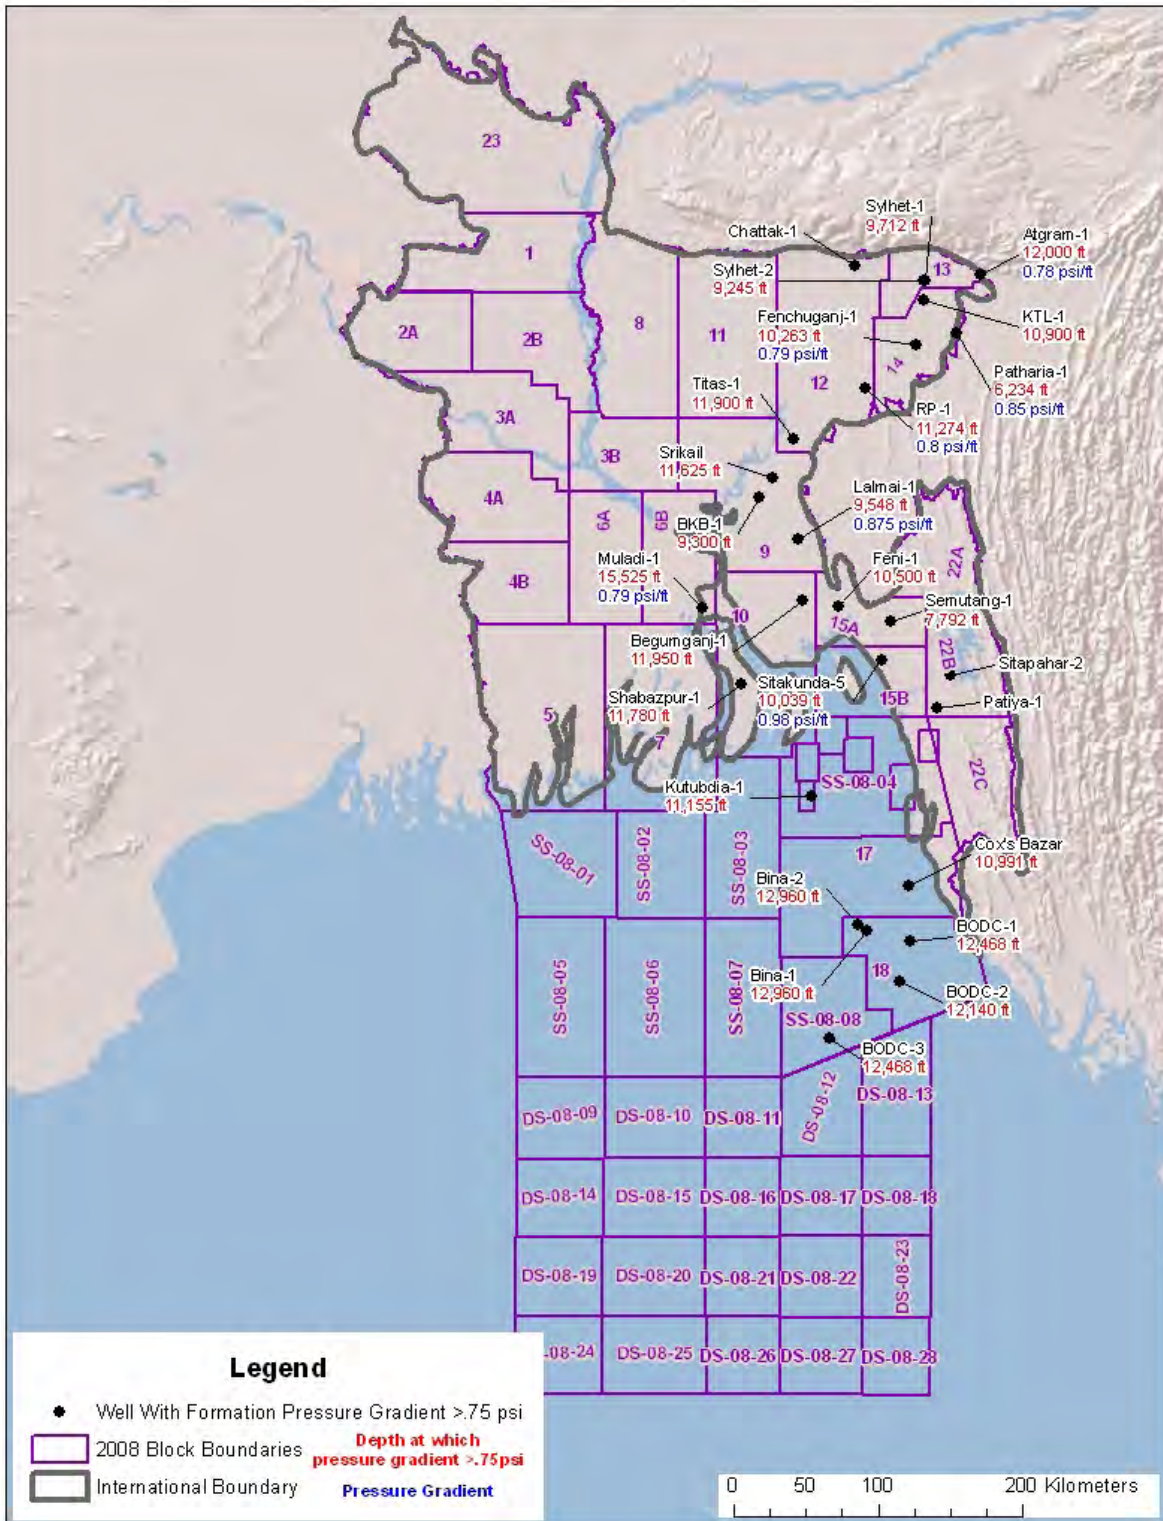 23
Sylhet-1
9,712 ft
Chattak-1
Atgram-1
12,000 ft
0.78 psi/ft
1
13
Sylhet-2
9,245 ft
KTL-1
10,900 ft
Fenchuganj-1
10,263 ft
0.79 psi/ft
2A
2B
8
11
12
14
Patharia-1
6,234 ft
0.85 psi/ft
Titas-1
11,900 ft
RP-1
11,274 ft
0.8 psi/ft
3A
3B
Srikail
11,625 ft
Lalmai-1
9,548 ft
0.875 psi/ft
4A
6A
6B
BKB-1
9,300 ft
9
22A
Muladi-1
15,525 ft
0.79 psi/ft
Feni-1
10,500 ft
4B
10
15A
Semutang-1
7,792 ft
Begumganj-1
11,950 ft
22B
Sitapahar-2
Shabazpur-1
11,780 ft
Sitakunda-5
10,039 ft
0.98 psi/ft
15B
Patiya-1
5
7
22C
SS-08-04
Kutubdia-1
11,155 ft
SS-08-01
SS-08-02
SS-08-03
17
Cox's Bazar
10,991 ft
Bina-2
12,960 ft
BODC-1
12,468 ft
SS-08-05
SS-08-06
SS-08-07
Bina-1
12,960 ft
18
BODC-2
12,140 ft
SS-08-08
BODC-3
12,468 ft
DS-08-09
DS-08-10
DS-08-11
DS-08-12
DS-08-13
DS-08-14
DS-08-15
DS-08-16
DS-08-17
DS-08-18
DS-08-19
DS-08-20
DS-08-21
DS-08-22
DS-08-23
-08-24
DS-08-25
DS-08-26
DS-08-27
DS-08-28
Legend
Well With Formation Pressure Gradient >.75 psi
2008 Block Boundaries
Depth at which
pressure gradient >.75psi
International Boundary
Pressure Gradient
0 50 100 200 Kilometers